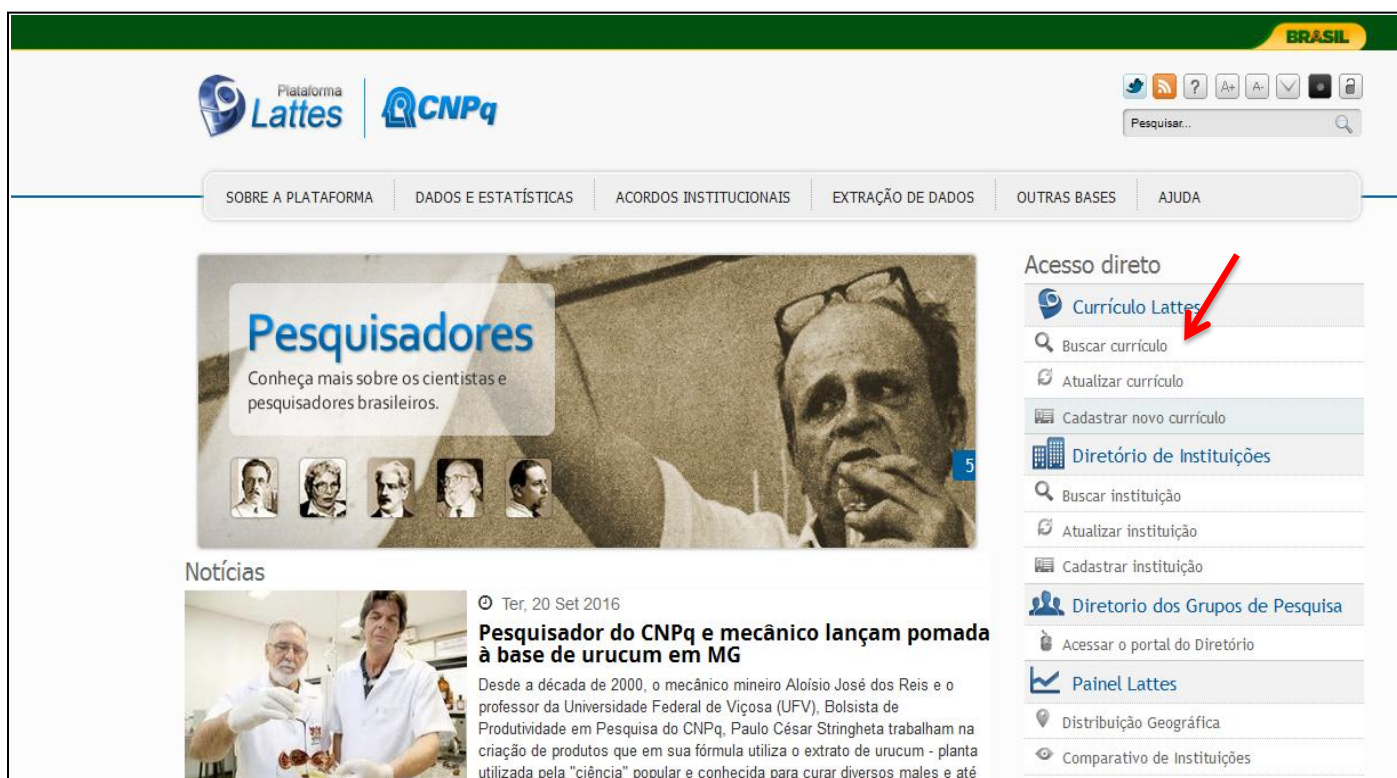 BRASIL
Plataforma
Lattes
CNPq
? A+ A-
Pesquisar...
SOBRE A PLATAFORMA DADOS E ESTATÍSTICAS ACORDOS INSTITUCIONAIS EXTRAÇÃO DE DADOS OUTRAS BASES AJUDA
Pesquisadores
Conheça mais sobre os cientistas e
pesquisadores brasileiros.
5
Notícias
Ter, 20 Set 2016
Pesquisador do CNPq e mecânico lançam pomada
à base de urucum em MG
Desde a década de 2000, o mecânico mineiro Aloísio José dos Reis e o
professor da Universidade Federal de Viçosa (UFV), Bolsista de
Produtividade em Pesquisa do CNPq, Paulo César Stringheta trabalham na
criação de produtos que em sua fórmula utiliza o extrato de urucum - planta
utilizada pela "ciência" popular e conhecida para curar diversos males e até
Acesso direto
Currículo Lattes
Buscar currículo
Atualizar currículo
Cadastrar novo currículo
Diretório de Instituições
Buscar instituição
Atualizar instituição
Cadastrar instituição
Diretorio dos Grupos de Pesquisa
Acessar o portal do Diretório
Painel Lattes
Distribuição Geográfica
Comparativo de Instituições